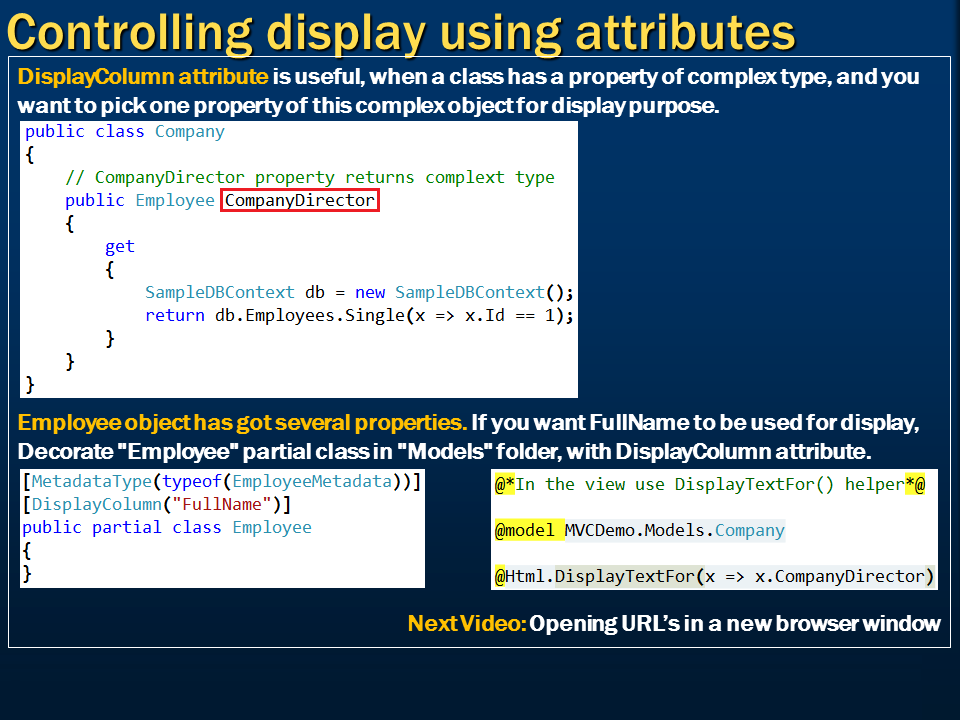 Controlling display using attributes
DisplayColumn attribute is useful, when a class has a property of complex type, and you
want to pick one property of this complex object for display purpose.
public class Company
{
// CompanyDirector property returns complext type
public Employee CompanyDirector
{
get
{
SampleDBContext db = new SampleDBContext();
return db.Employees.Single(x => x.Id == 1);
}
}
}
Employee object has got several properties. If you want FullName to be used for display,
Decorate "Employee" partial class in "Models" folder, with DisplayColumn attribute.
[MetadataType(typeof(EmployeeMetadata))]
[DisplayColumn("FullName")]
public partial class Employee
{
}
@*In the view use DisplayTextFor() helper*@
@model MVCDemo.Models.Company
@Html.DisplayTextFor(x => x.CompanyDirector)
Next Video: Opening URL’s in a new browser window